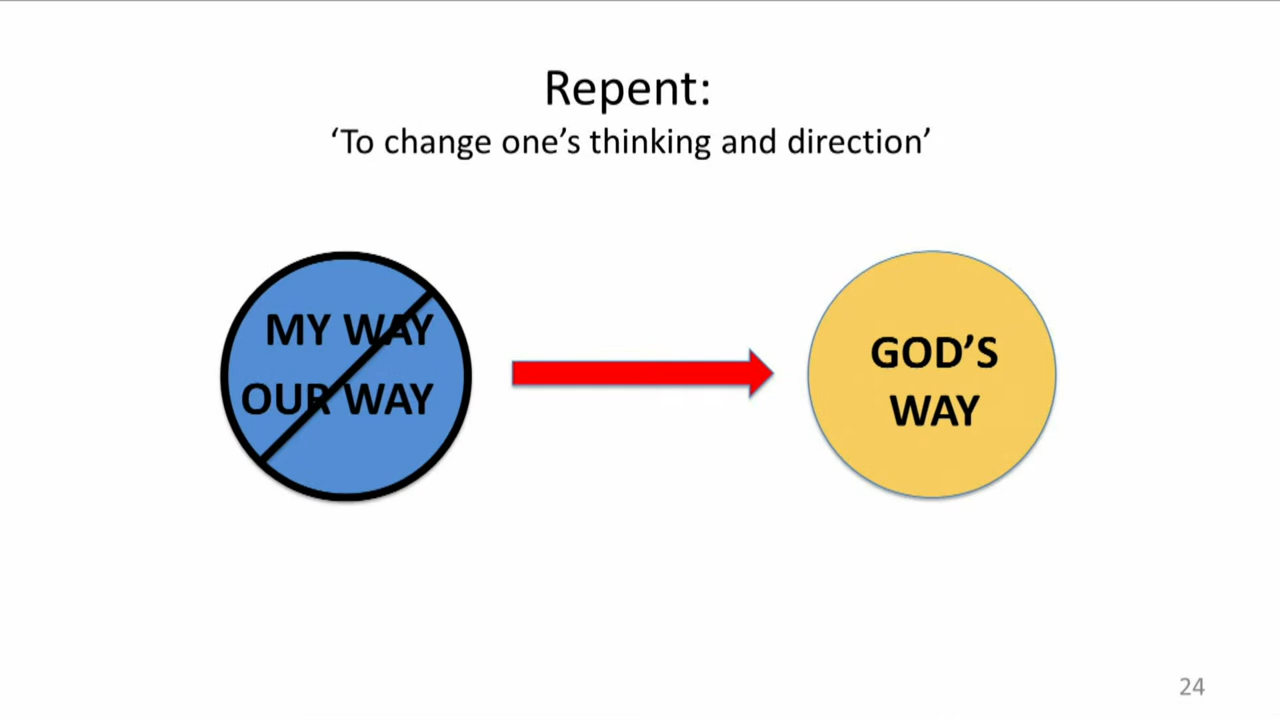 Repent:
‘To change one’s thinking and direction’
MY WAY
OUR WAY
GOD’S
WAY
24